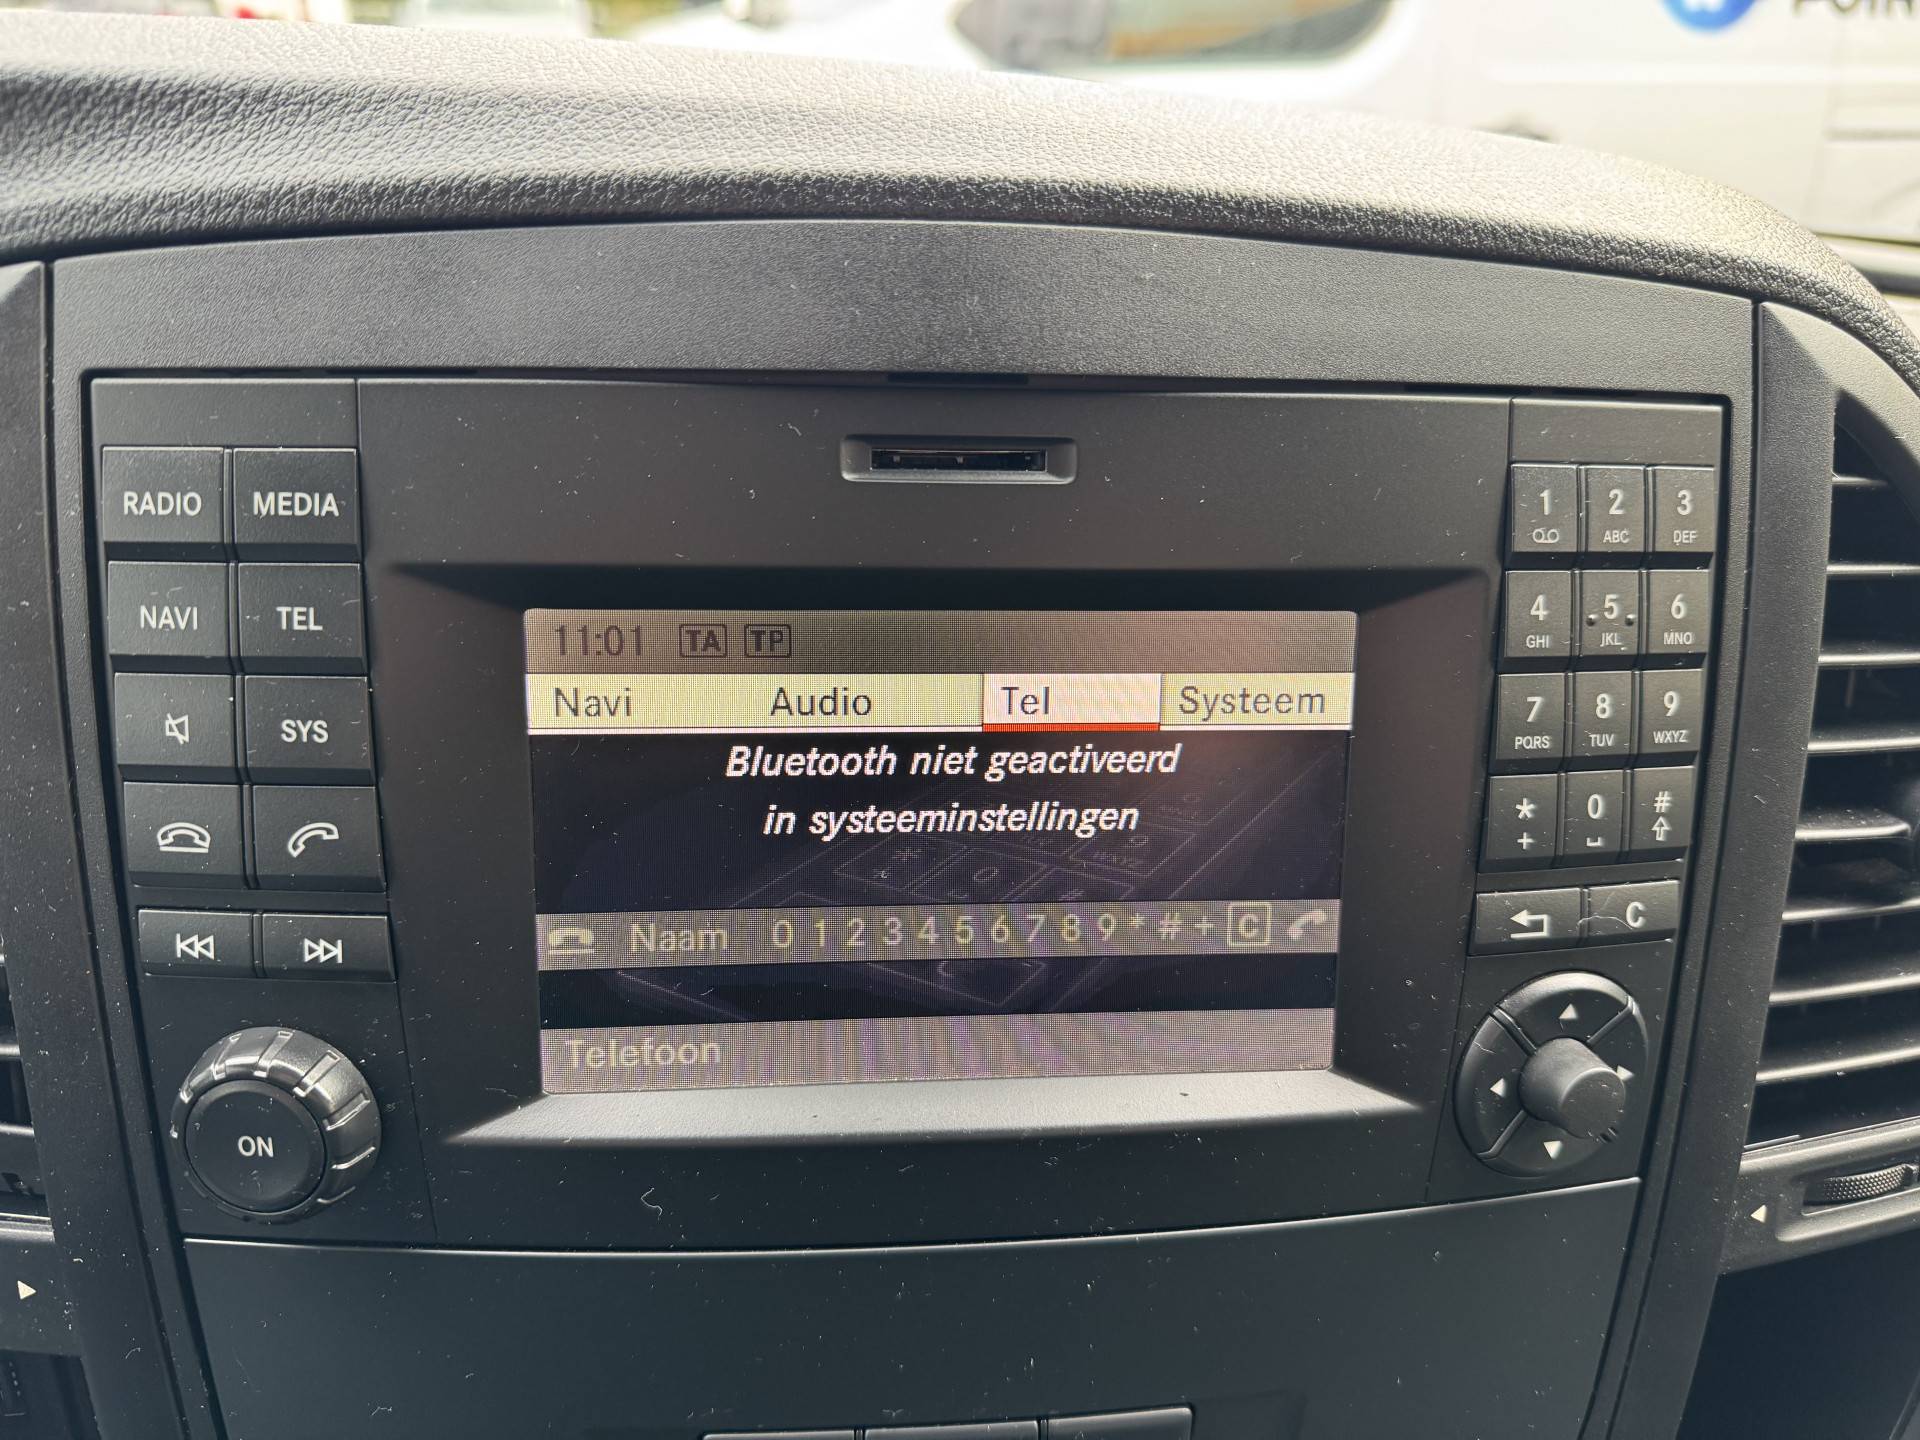 RADIO MEDIA
NAVI TEL
SYS
ON
11:01 TA TP
Navi Audio Tel Systeem
Bluetooth niet geactiveerd
in systeeminstellingen
Naam 0 1 2 3 4 5 6 7 8 9 * # + C
Telefoon
1 2 3
ABC DEF
4 5 6
GHI JKL MNO
7 8 9
PQRS TUV WXYZ
* 0 #
+
C